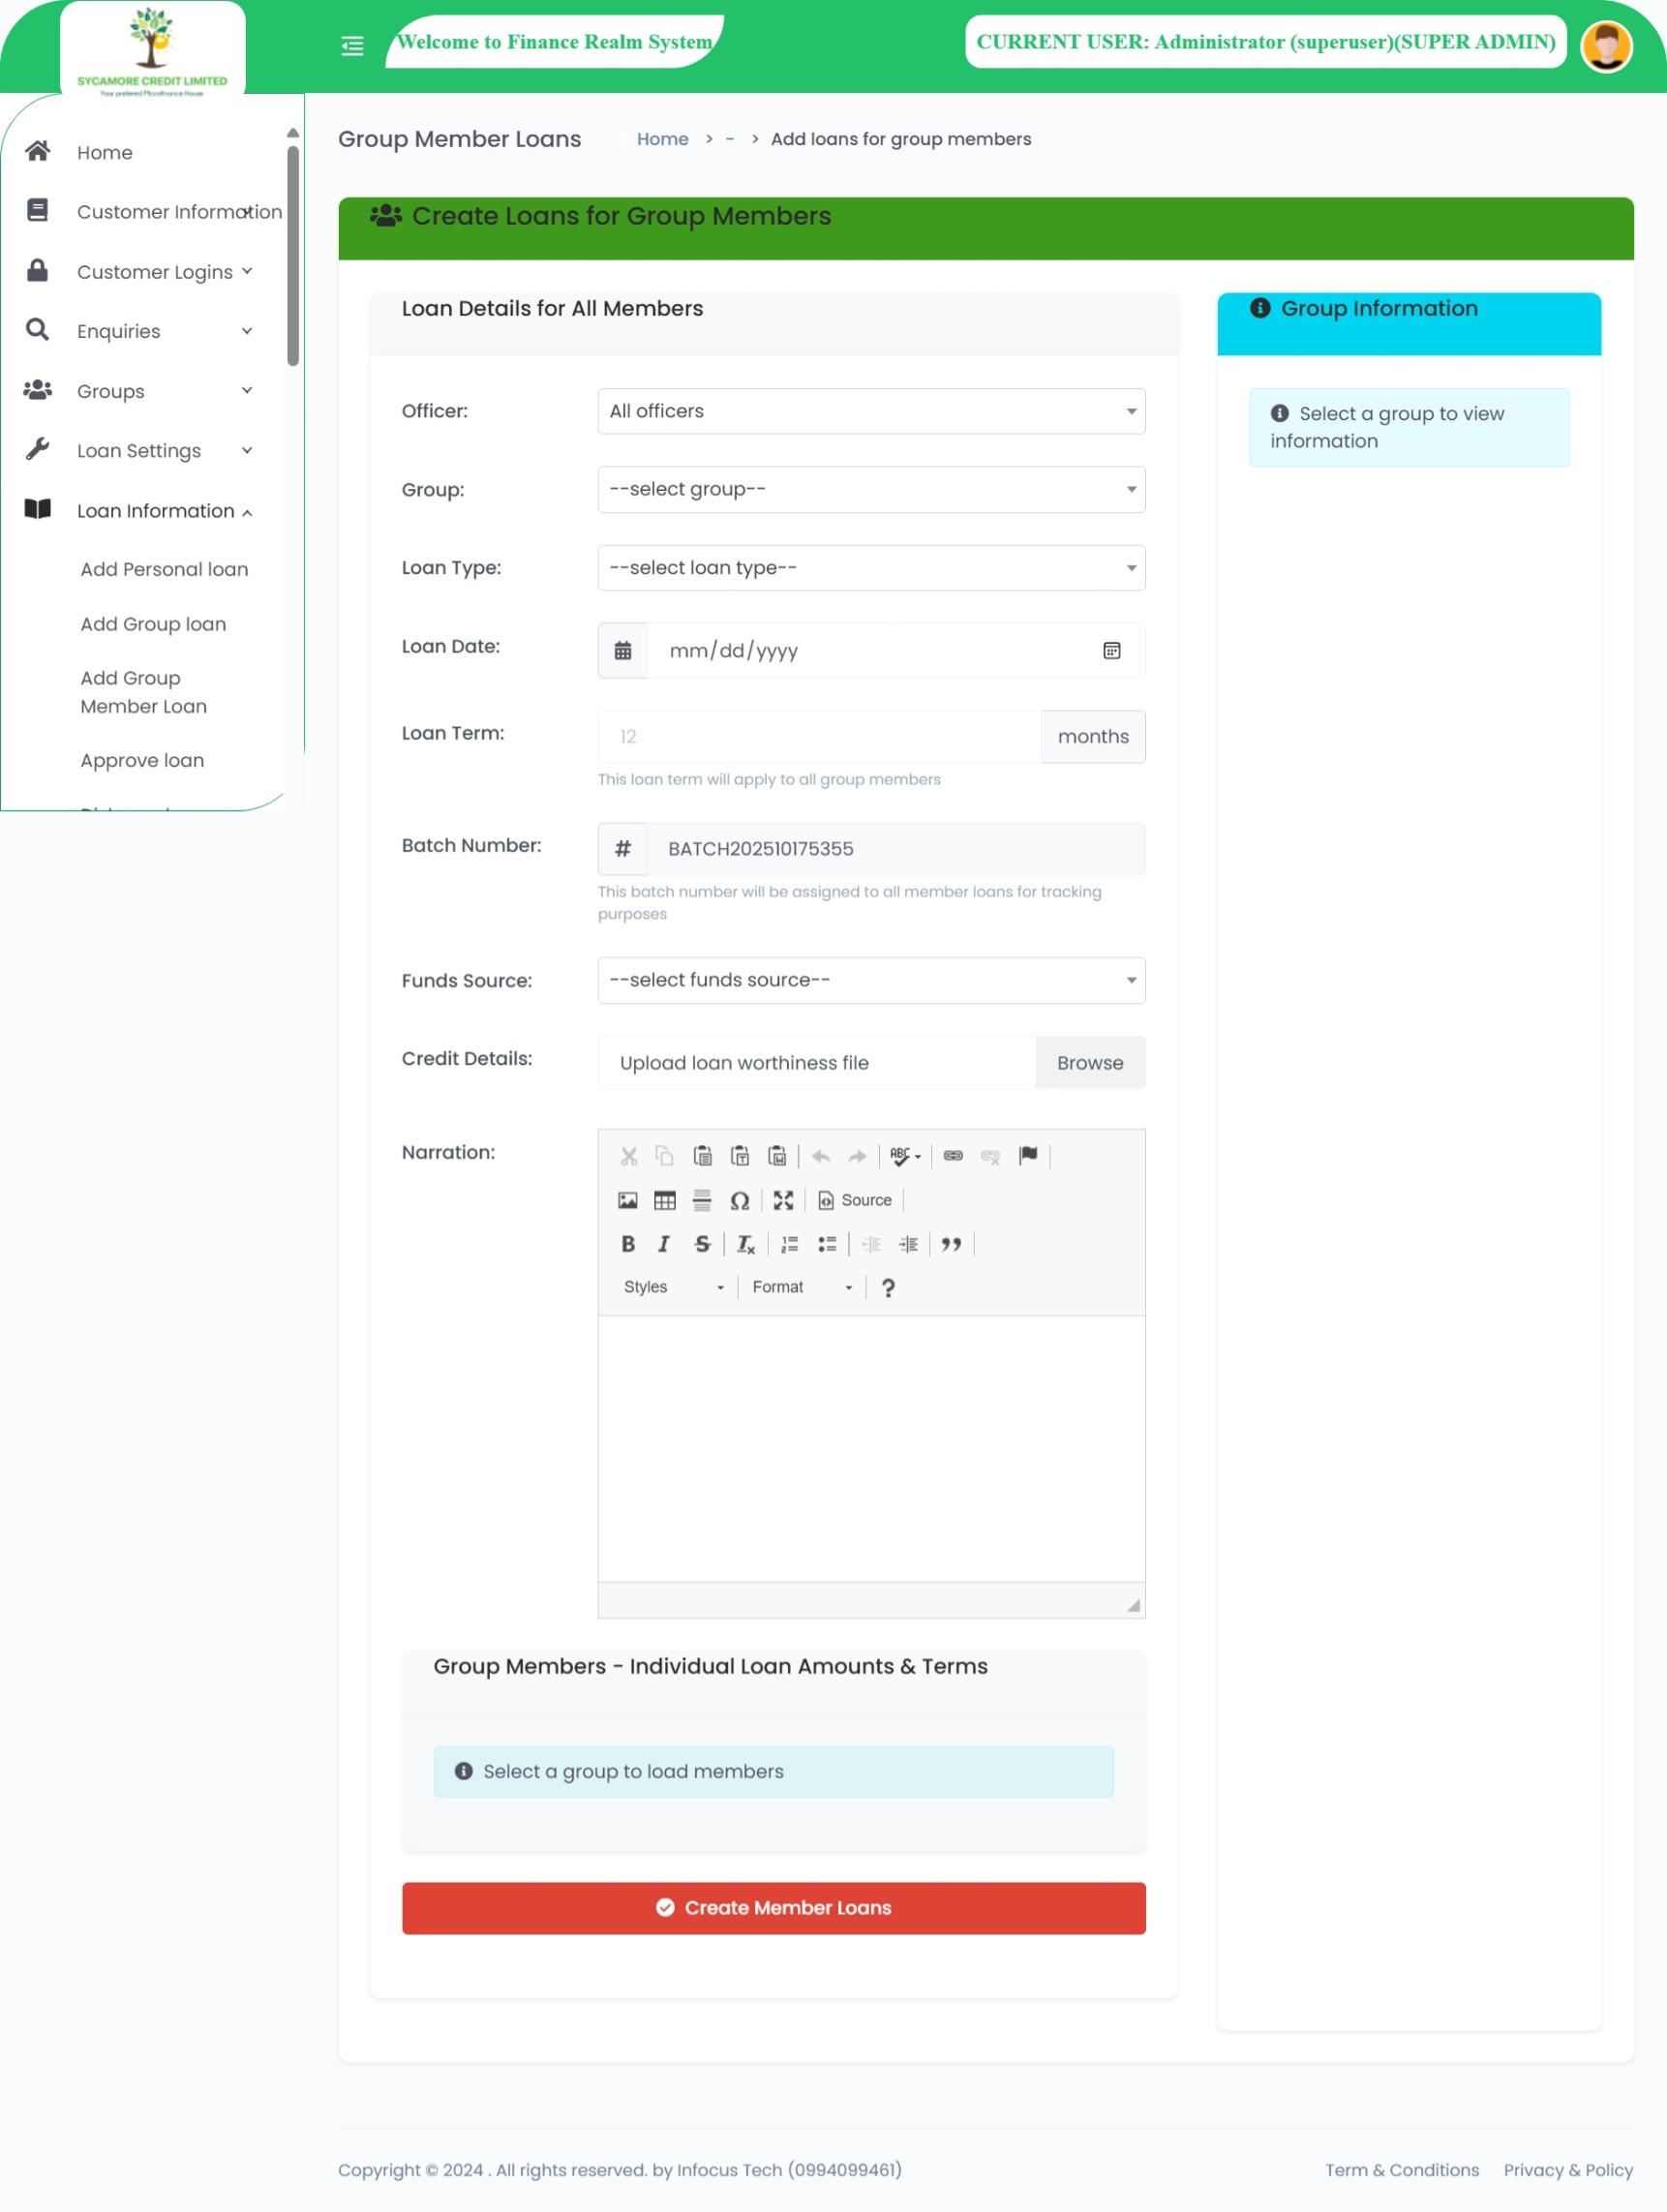 SYCAMORE CREDIT LIMITED
Your prefered Microfinance House
Welcome to Finance Realm System
CURRENT USER: Administrator (superuser)(SUPER ADMIN)
Home
Customer Information
Customer Logins
Enquiries
Groups
Loan Settings
Loan Information
Add Personal loan
Add Group loan
Add Group
Member Loan
Approve loan
Group Member Loans
Home > - > Add loans for group members
Create Loans for Group Members
Loan Details for All Members
Officer:
All officers
Group:
--select group--
Loan Type:
--select loan type--
Loan Date:
mm/dd/yyyy
Loan Term:
12
months
This loan term will apply to all group members
Batch Number:
# BATCH202510175355
This batch number will be assigned to all member loans for tracking
purposes
Funds Source:
--select funds source--
Credit Details:
Upload loan worthiness file
Browse
Narration:
ABC
Ω
Source
B I S Tx
Styles
Format
?
Group Members - Individual Loan Amounts & Terms
Select a group to load members
Create Member Loans
Group Information
Select a group to view
information
Copyright © 2024 . All rights reserved. by Infocus Tech (0994099461)
Term & Conditions
Privacy & Policy